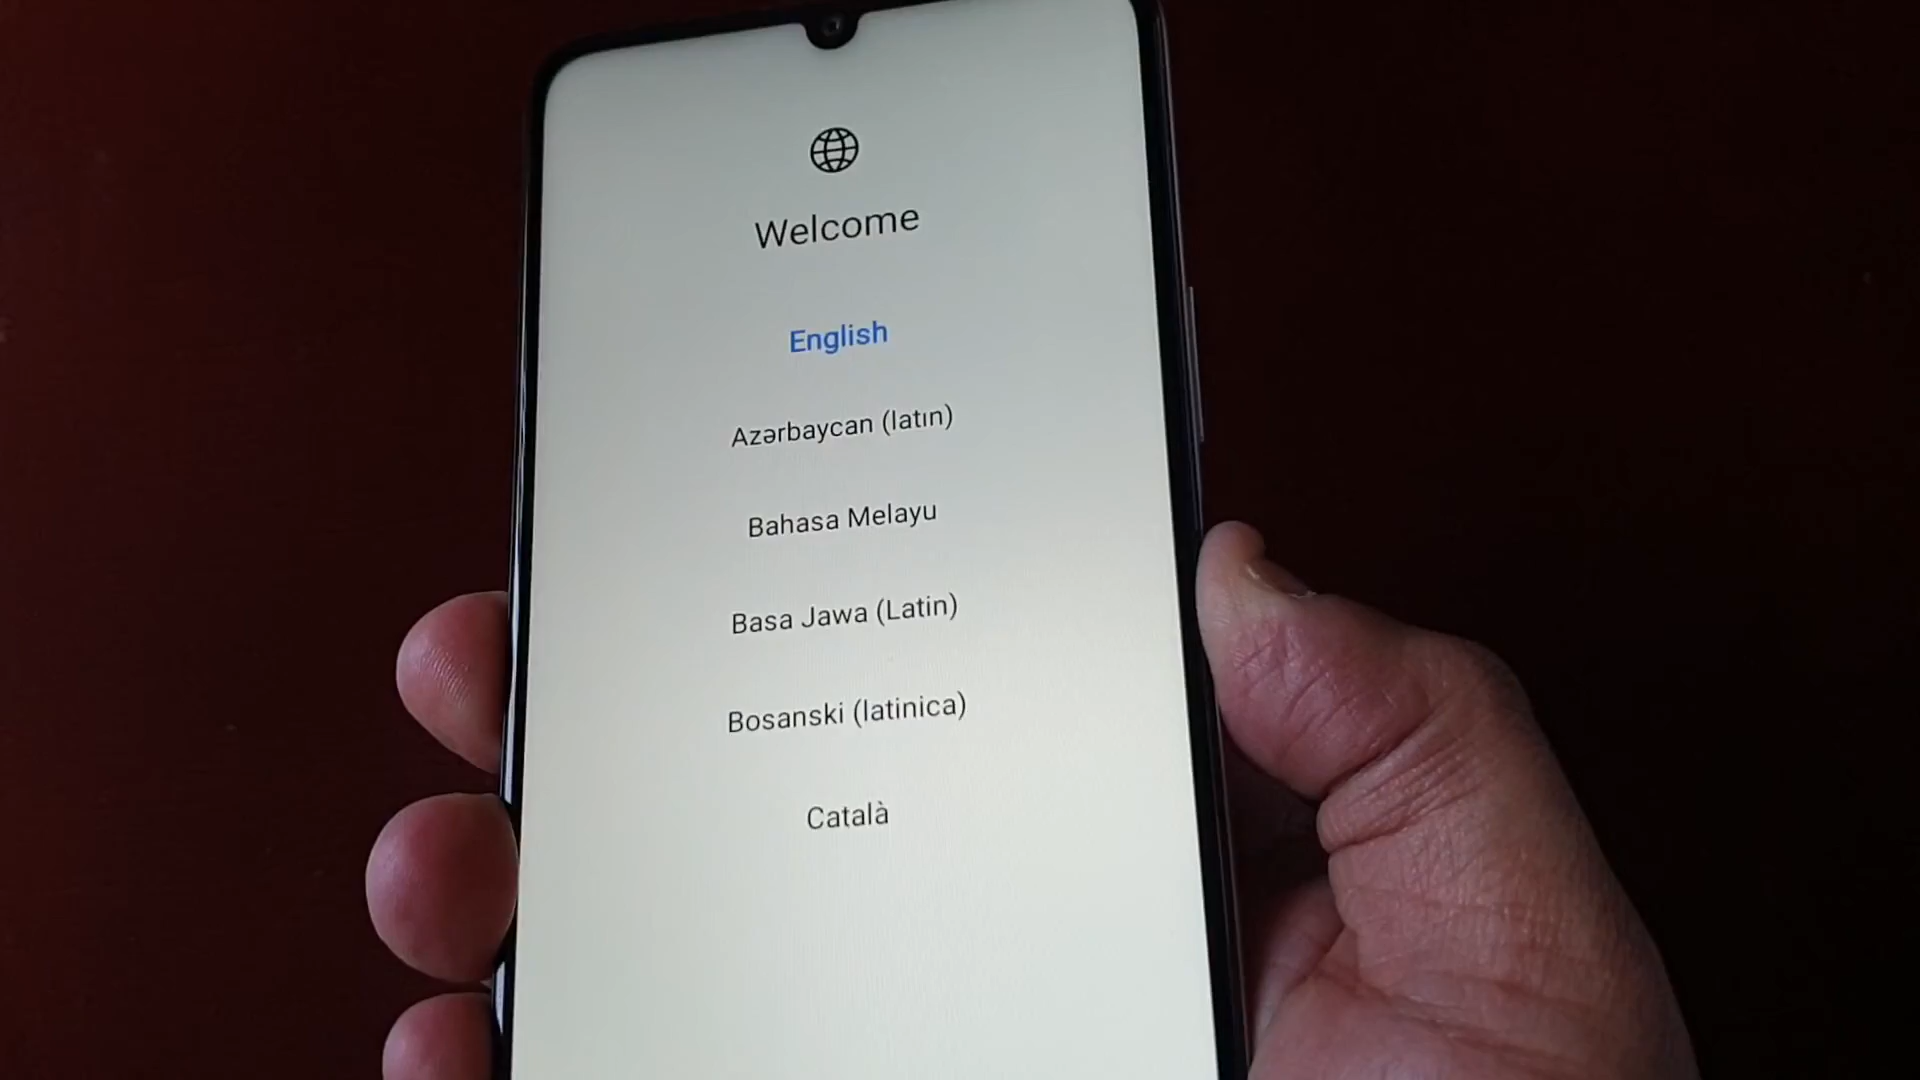 Welcome
English
Azərbaycan (latın)
Bahasa Melayu
Basa Jawa (Latin)
Bosanski (latinica)
Català